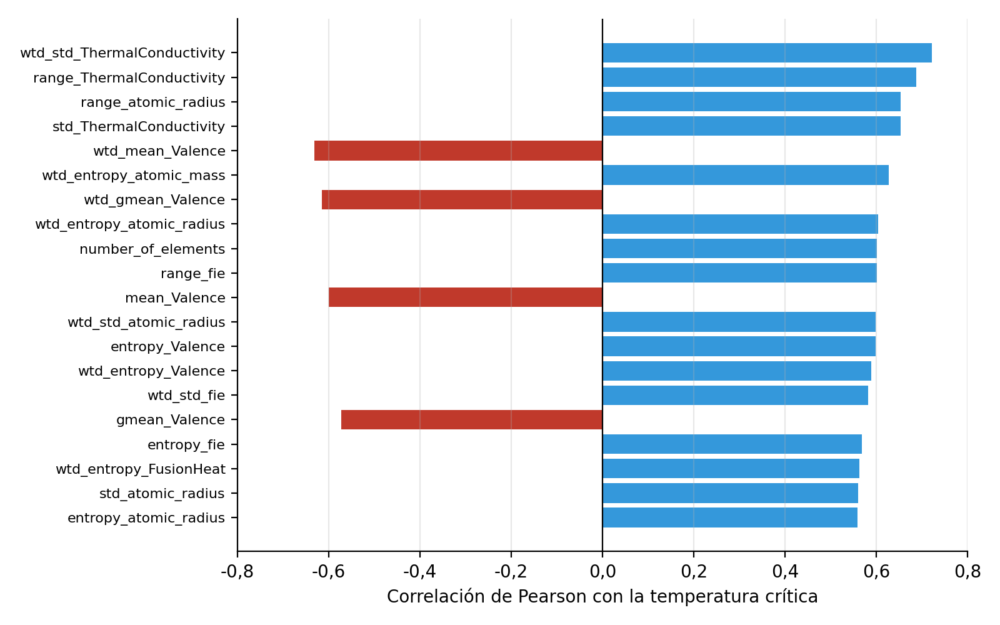 wtd_std_ThermalConductivity
range_ThermalConductivity
range_atomic_radius
std_ThermalConductivity
wtd_mean_Valence
wtd_entropy_atomic_mass
wtd_gmean_Valence
wtd_entropy_atomic_radius
number_of_elements
range_fie
mean_Valence
wtd_std_atomic_radius
entropy_Valence
wtd_entropy_Valence
wtd_std_fie
gmean_Valence
entropy_fie
wtd_entropy_FusionHeat
std_atomic_radius
entropy_atomic_radius
-0,8 -0,6 -0,4 -0,2 0,0 0,2 0,4 0,6 0,8
Correlación de Pearson con la temperatura crítica